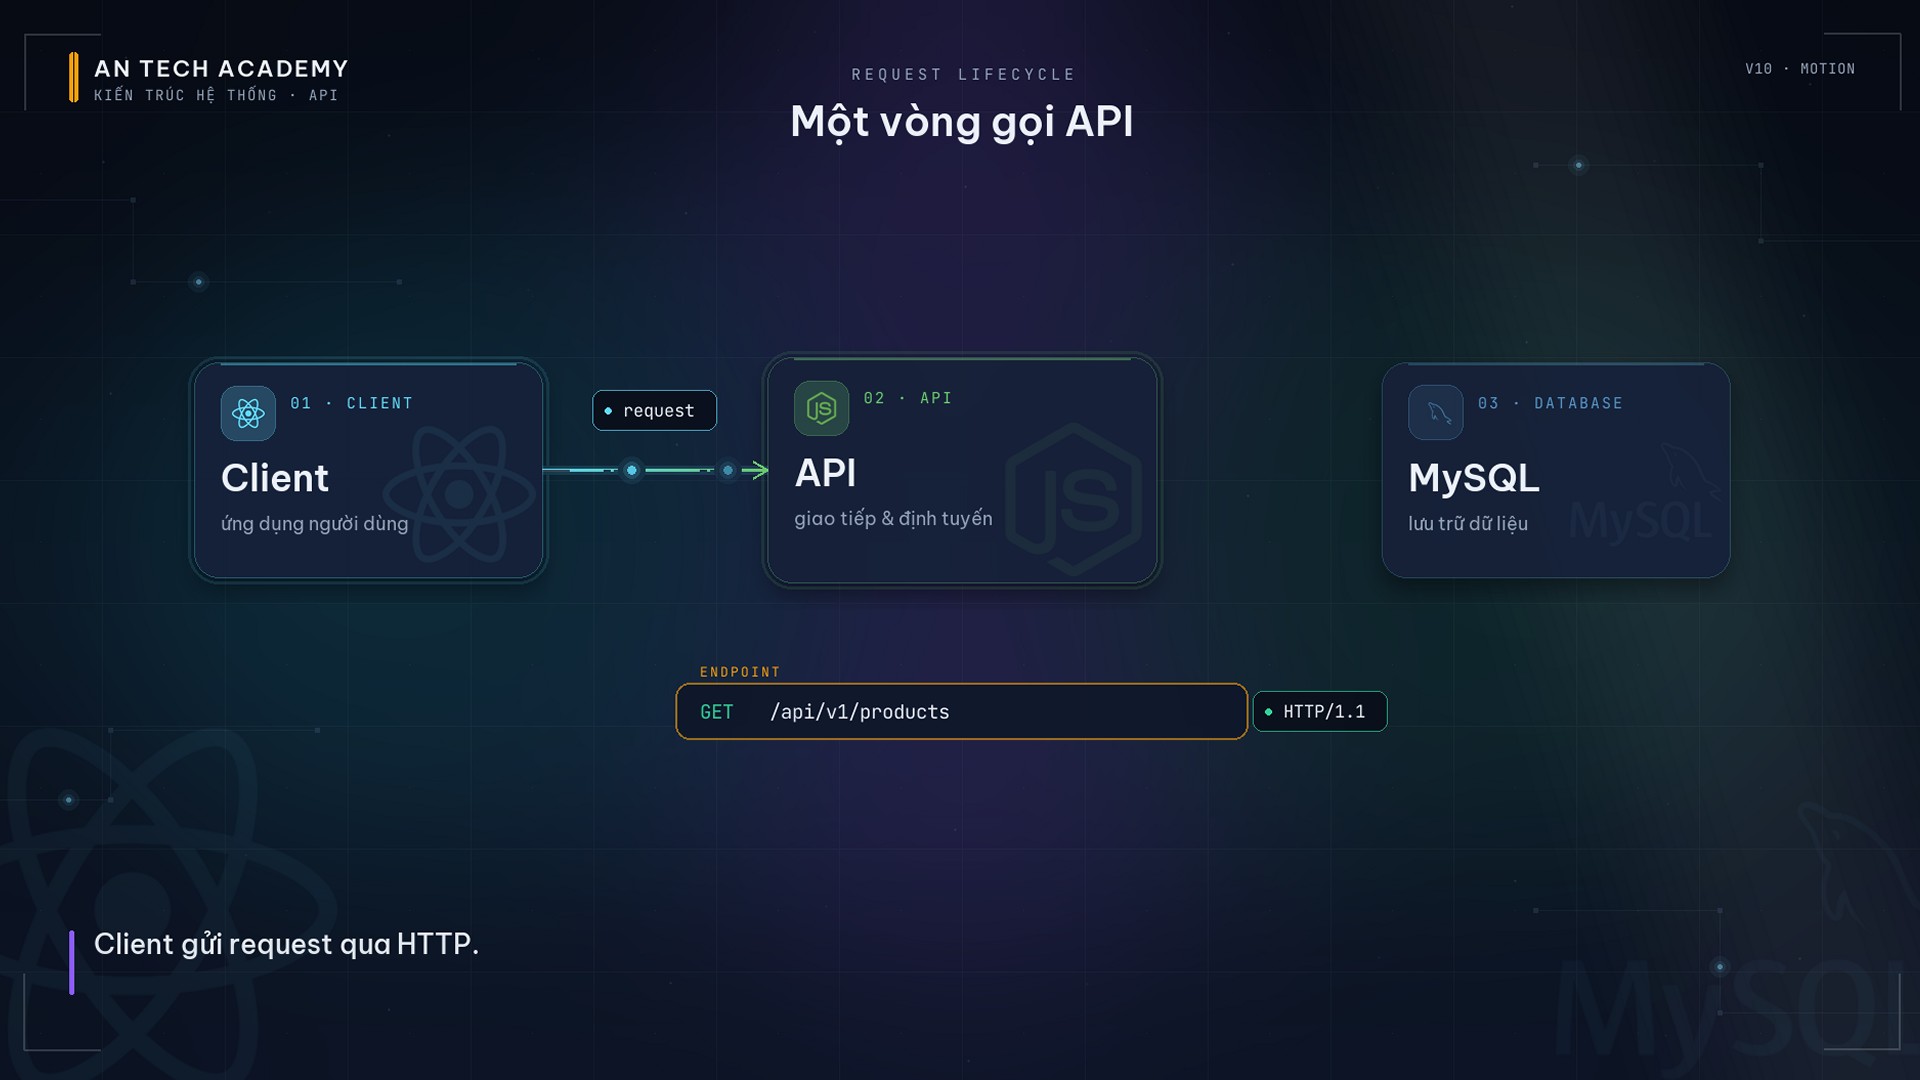 AN TECH ACADEMY
KIẾN TRÚC HỆ THỐNG · API
REQUEST LIFECYCLE
Một vòng gọi API
V10 · MOTION
01 · CLIENT
Client
ứng dụng người dùng
request
02 · API
API
giao tiếp & định tuyến
JS
JS
03 · DATABASE
MySQL
lưu trữ dữ liệu
MySQL
ENDPOINT
GET /api/v1/products
HTTP/1.1
Client gửi request qua HTTP.
MySQL